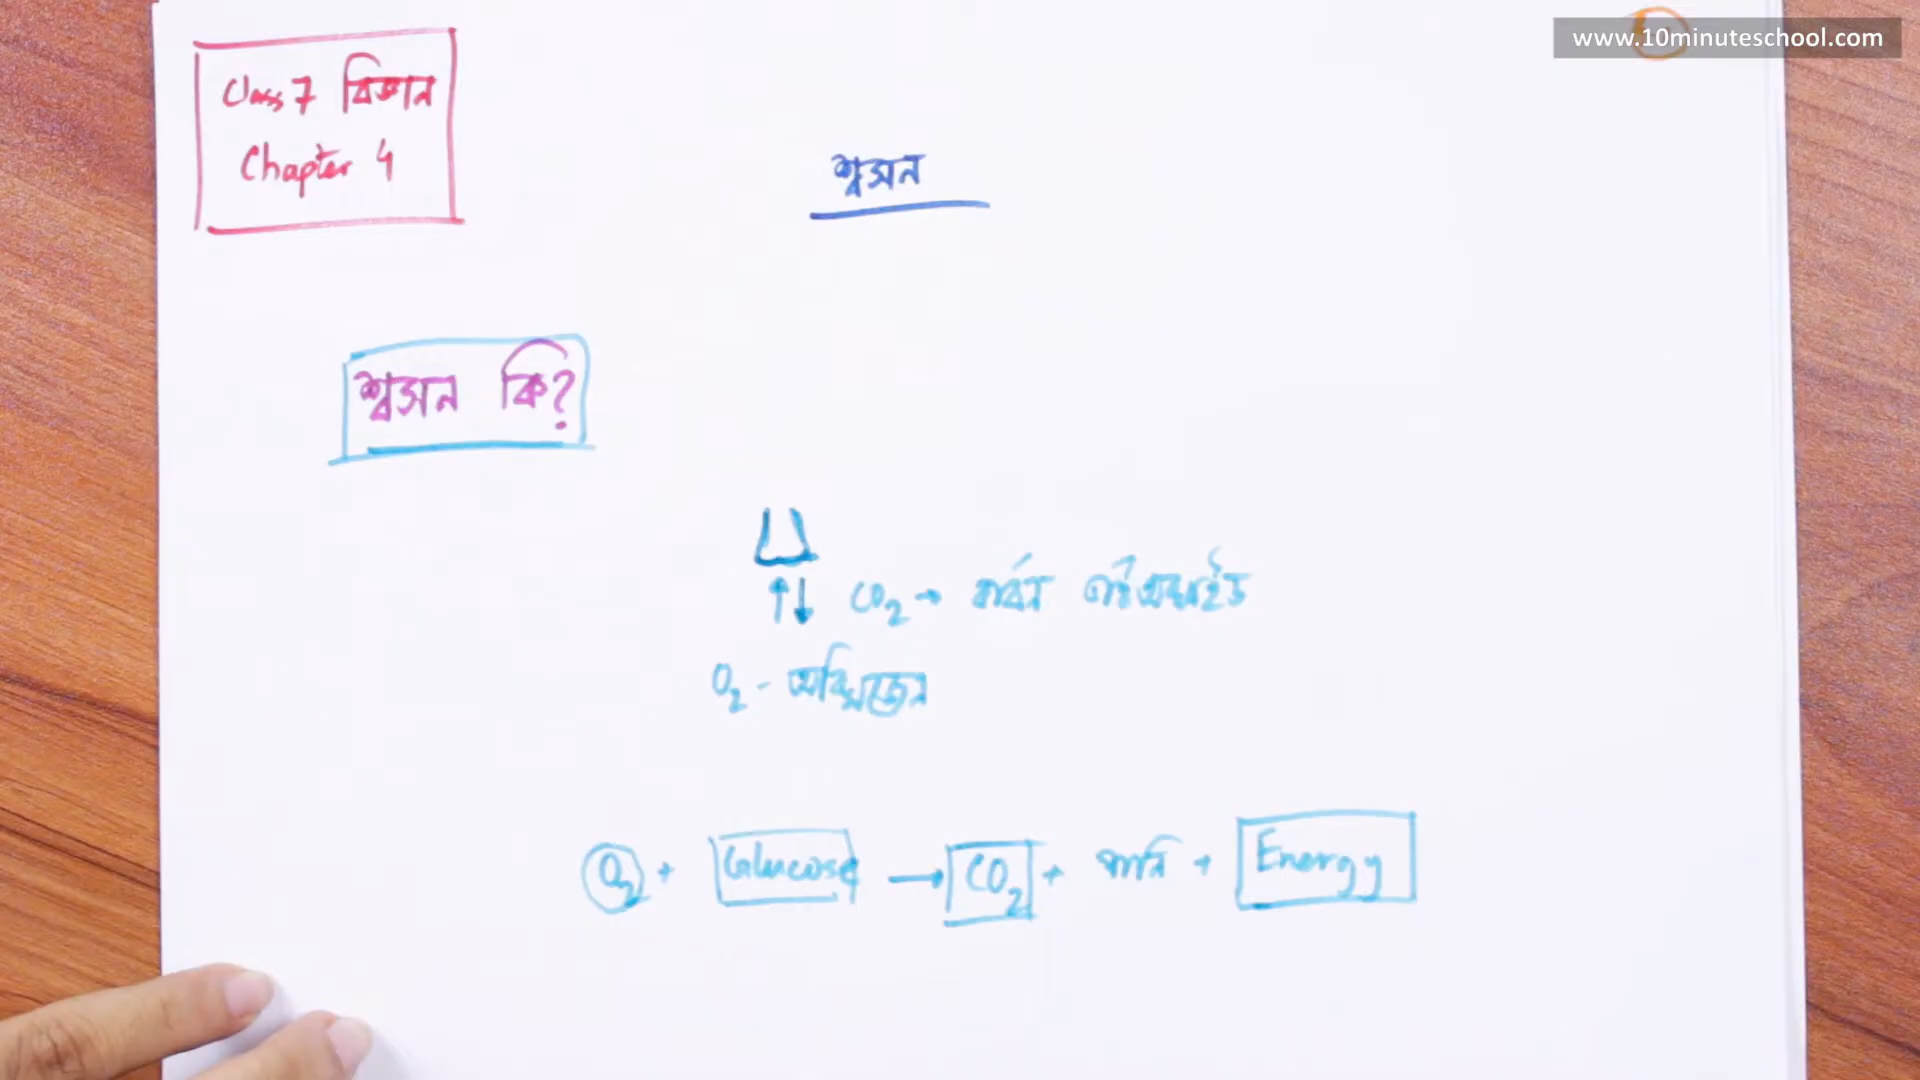 www.10minuteschool.com
Class 7 বিজ্ঞান
Chapter 4
শ্বসন
শ্বসন কি?
CO₂ → কার্বন ডাইঅক্সাইড
O₂ - অক্সিজেন
O₂ + Glucose → CO₂ + পানি + Energy